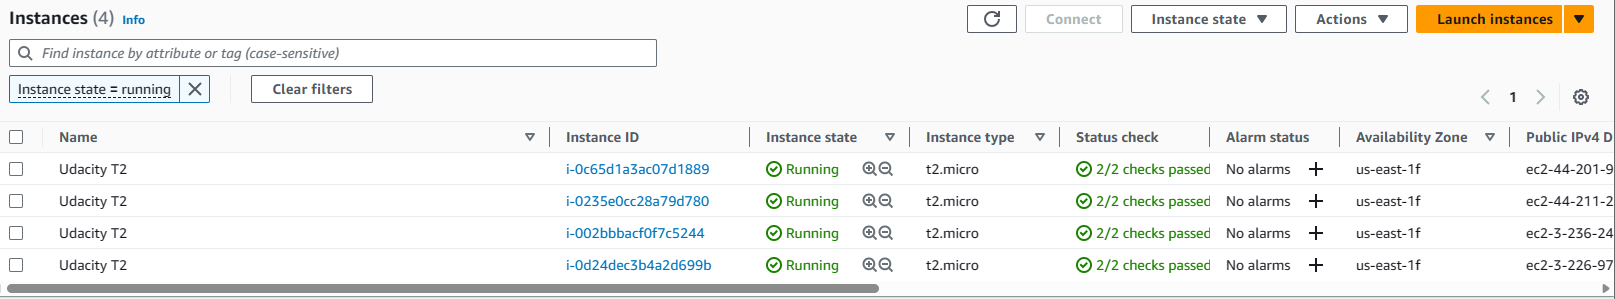 Instances (4) Info
Connect Instance state Actions Launch instances
Find instance by attribute or tag (case-sensitive)
Instance state = running Clear filters
1
Name Instance ID Instance state Instance type Status check Alarm status Availability Zone Public IPv4 D
Udacity T2 i-0c65d1a3ac07d1889 Running t2.micro 2/2 checks passed No alarms us-east-1f ec2-44-201-9
Udacity T2 i-0235e0cc28a79d780 Running t2.micro 2/2 checks passed No alarms us-east-1f ec2-44-211-2
Udacity T2 i-002bbbacf0f7c5244 Running t2.micro 2/2 checks passed No alarms us-east-1f ec2-3-236-24
Udacity T2 i-0d24dec3b4a2d699b Running t2.micro 2/2 checks passed No alarms us-east-1f ec2-3-226-97